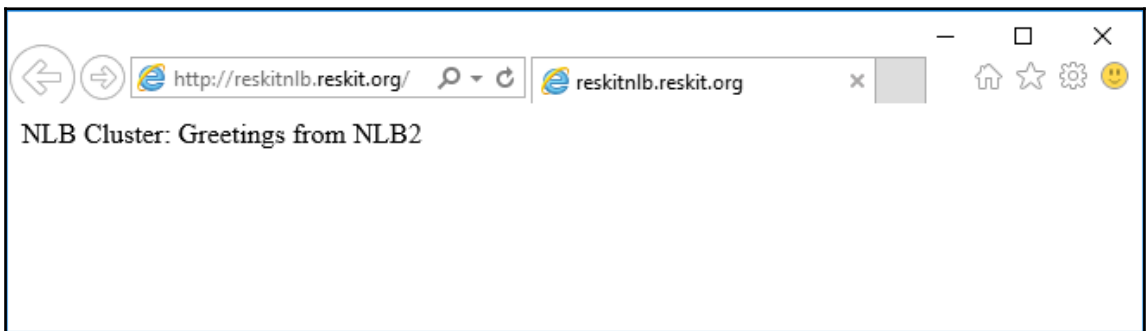 http://reskitnlb.reskit.org/
reskitnlb.reskit.org
NLB Cluster: Greetings from NLB2